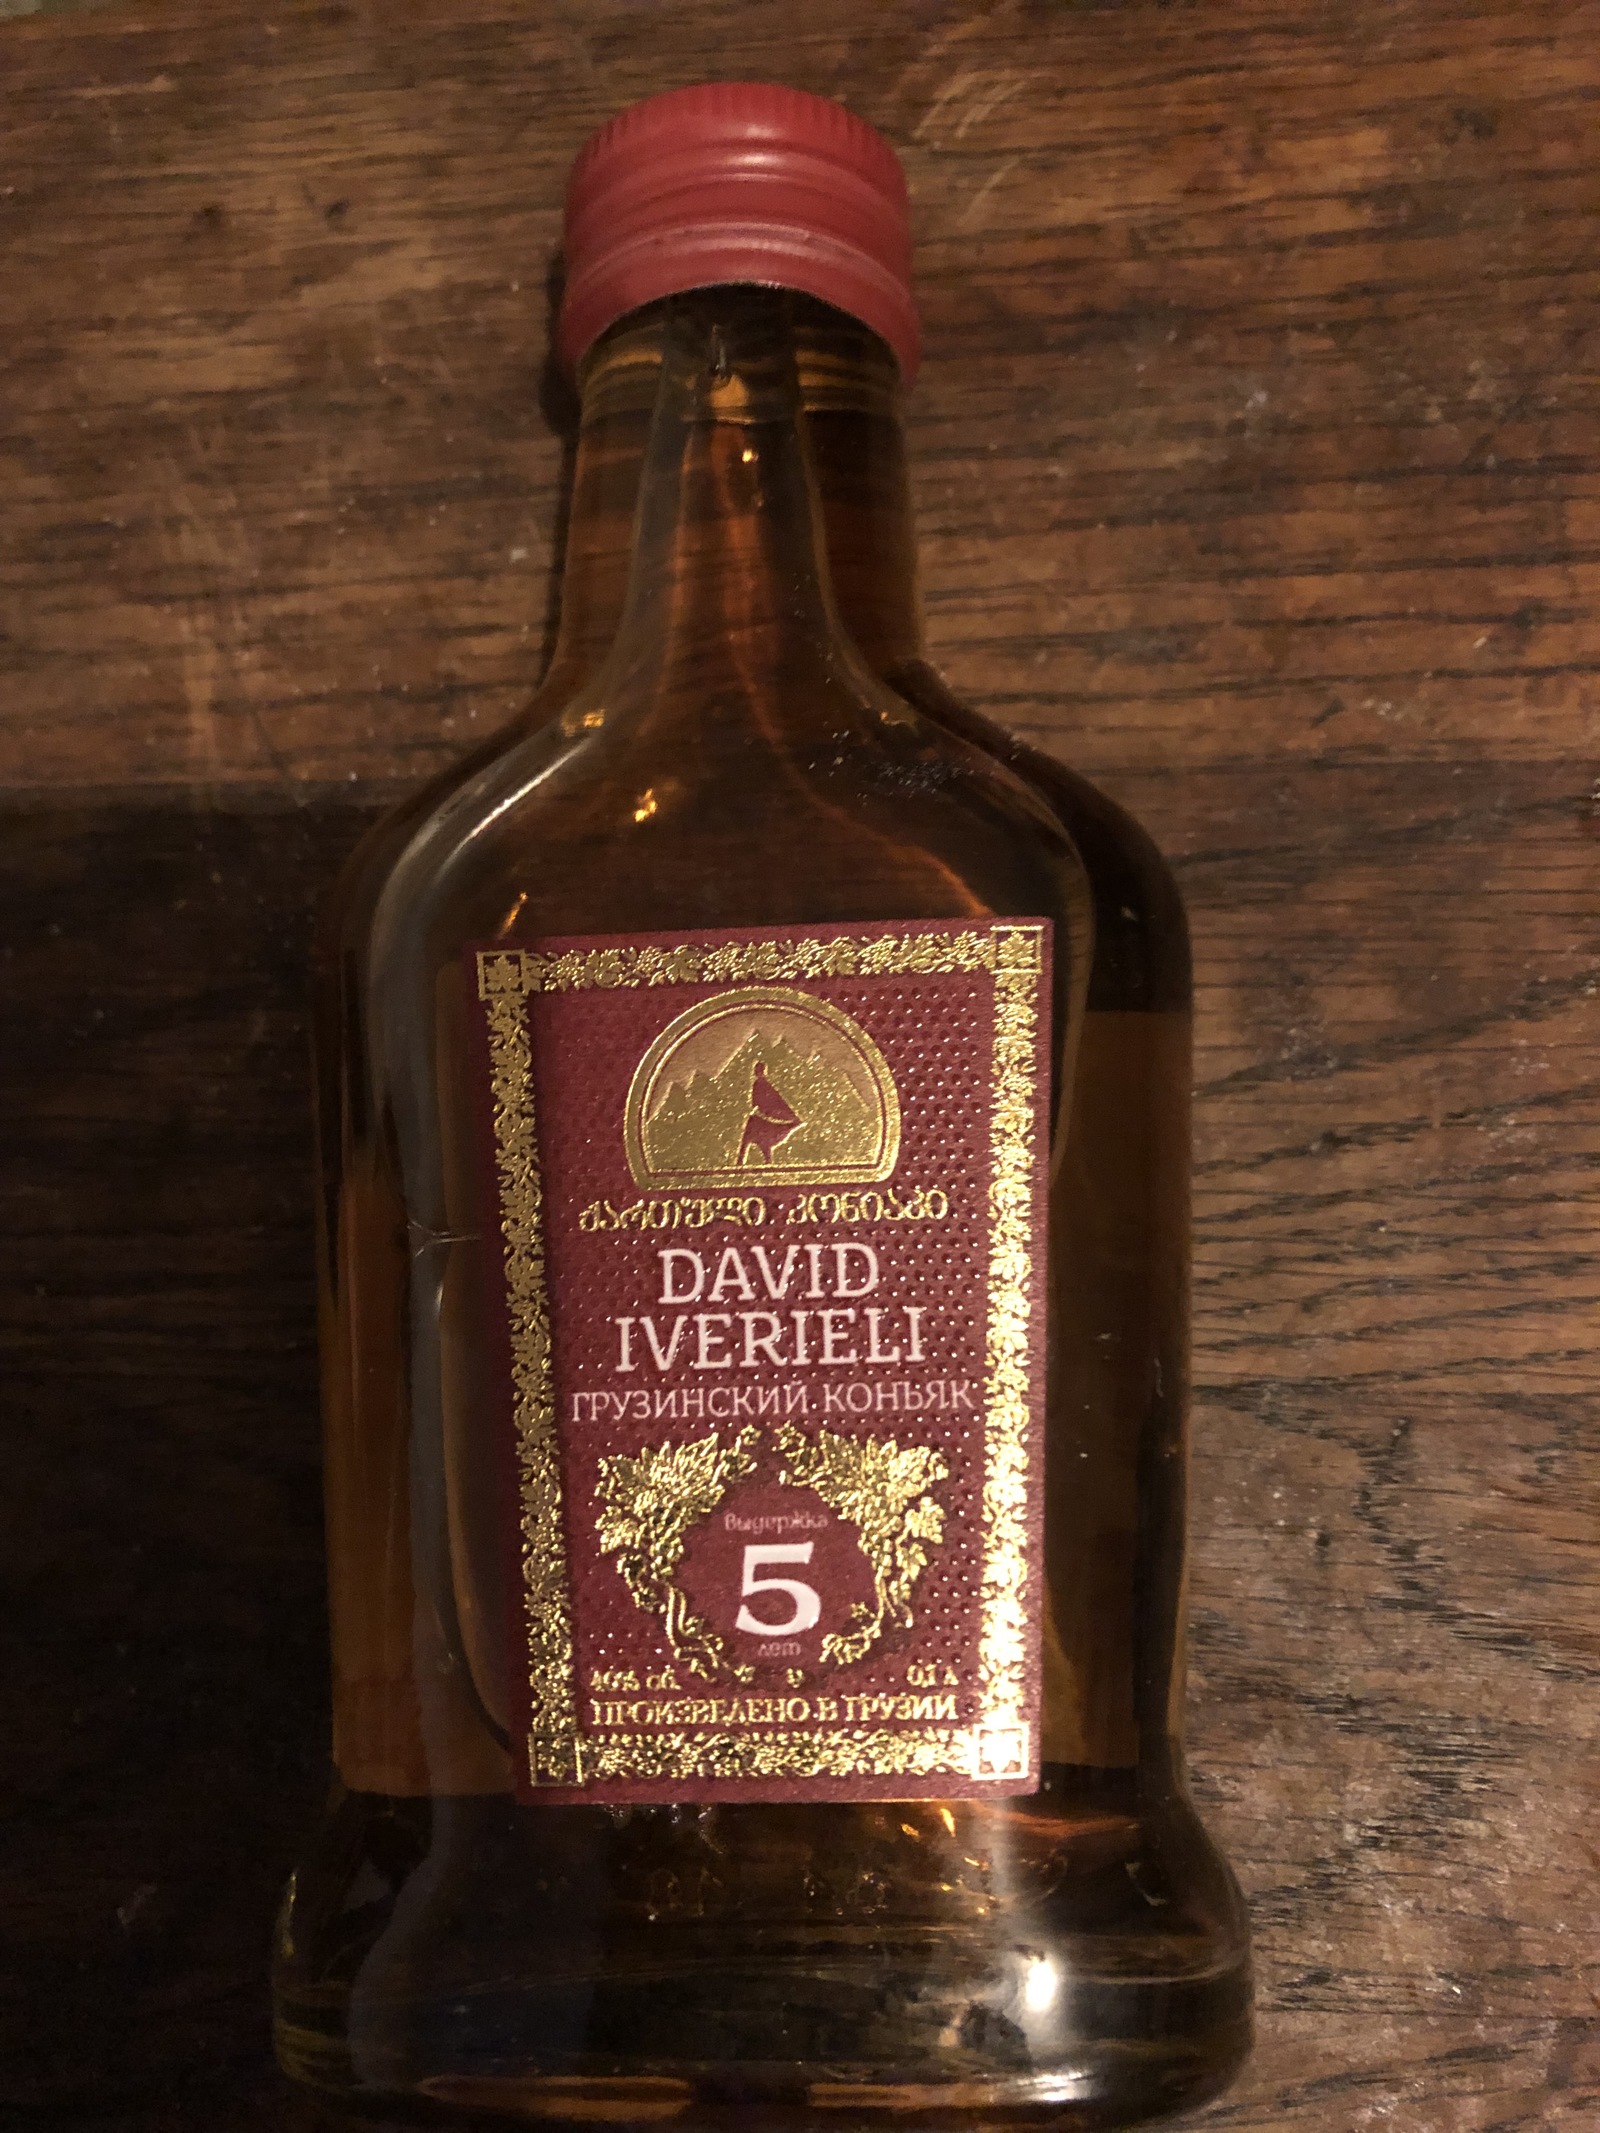 ქართული კონიაკი
DAVID
IVERIELI
ГРУЗИНСКИЙ КОНЬЯК
Выдержка
5
лет
40% об. 0,1 л
ПРОИЗВЕДЕНО В ГРУЗИИ